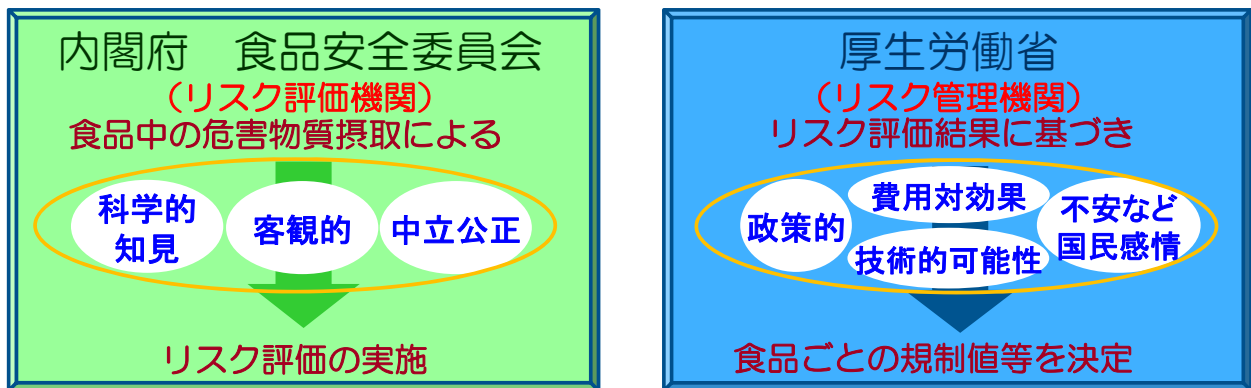 内閣府　食品安全委員会
（リスク評価機関）
食品中の危害物質摂取による
科学的
知見
客観的
中立公正
リスク評価の実施
厚生労働省
（リスク管理機関）
リスク評価結果に基づき
政策的
費用対効果
技術的可能性
不安など
国民感情
食品ごとの規制値等を決定